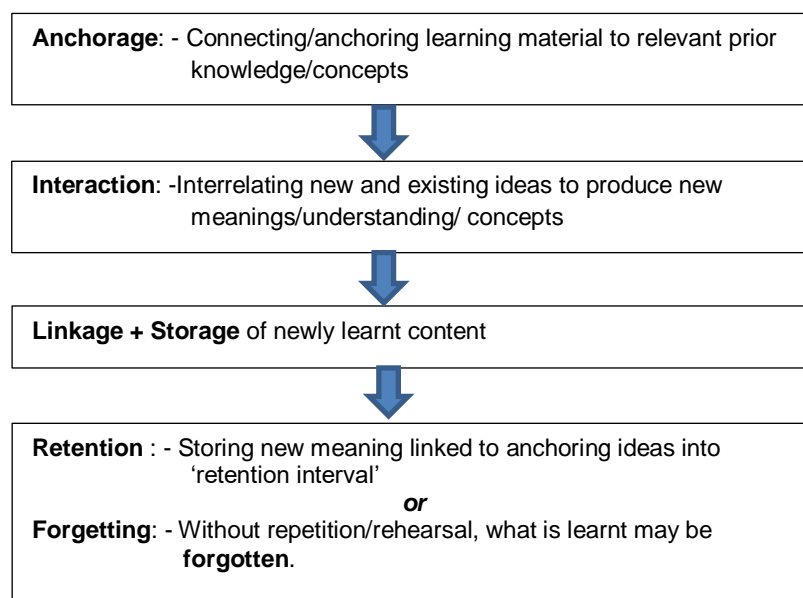 Anchorage: - Connecting/anchoring learning material to relevant prior
knowledge/concepts
Interaction: -Interrelating new and existing ideas to produce new
meanings/understanding/ concepts
Linkage + Storage of newly learnt content
Retention : - Storing new meaning linked to anchoring ideas into
‘retention interval’
or
Forgetting: - Without repetition/rehearsal, what is learnt may be
forgotten.